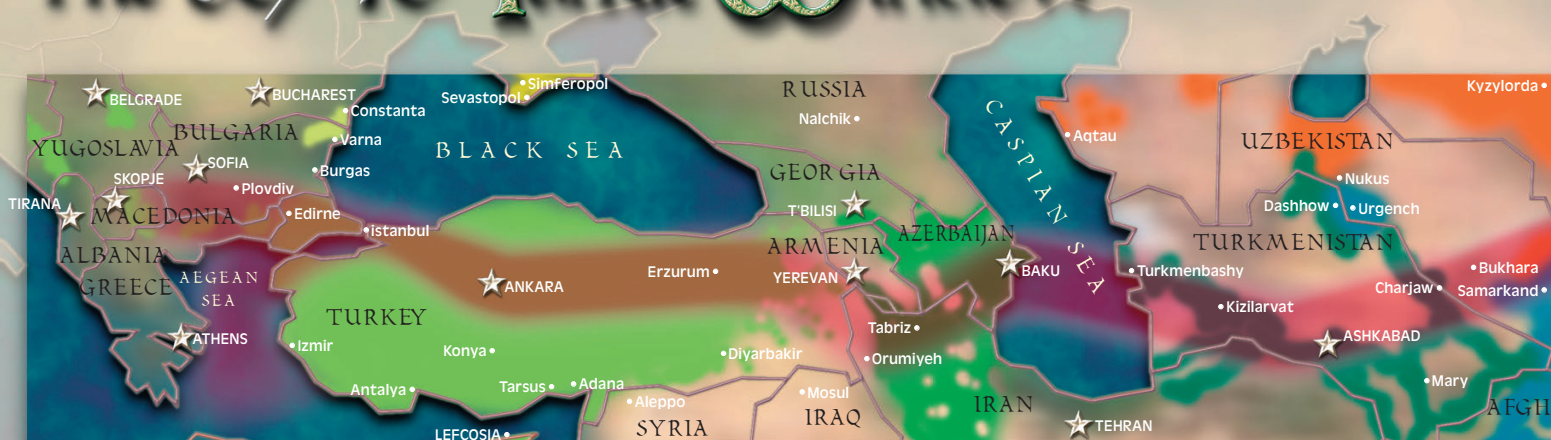 RUSSIA
Simferopol
Sevastopol
Kyzylorda
BELGRADE
BUCHAREST
Constanta
Nalchik
CASPIAN SEA
Aqtau
BULGARIA
Varna
UZBEKISTAN
YUGOSLAVIA
BLACK SEA
SOFIA
Burgas
GEORGIA
SKOPJE
Plovdiv
Nukus
TIRANA
MACEDONIA
Edirne
T'BILISI
Dashhow
Urgench
istanbul
AZERBAIJAN
ALBANIA
ARMENIA
TURKMENISTAN
AEGEAN
SEA
GREECE
ANKARA
Erzurum
YEREVAN
BAKU
Turkmenbashy
Bukhara
Charjaw
Samarkand
Kizilarvat
TURKEY
Tabriz
ATHENS
Izmir
Konya
Diyarbakir
Orumiyeh
ASHKABAD
Antalya
Tarsus
Adana
Mosul
Mary
Aleppo
IRAN
AFGH
SYRIA
IRAQ
TEHRAN
LEFCOSIA